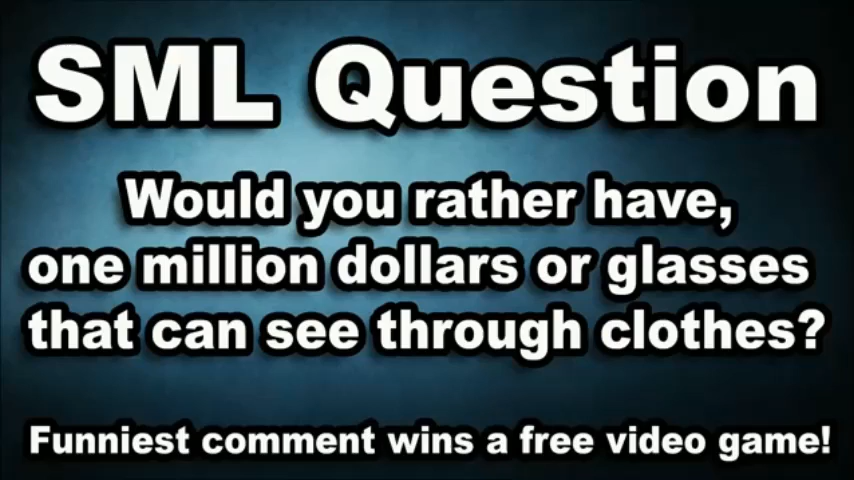 SML Question
Would you rather have,
one million dollars or glasses
that can see through clothes?
Funniest comment wins a free video game!